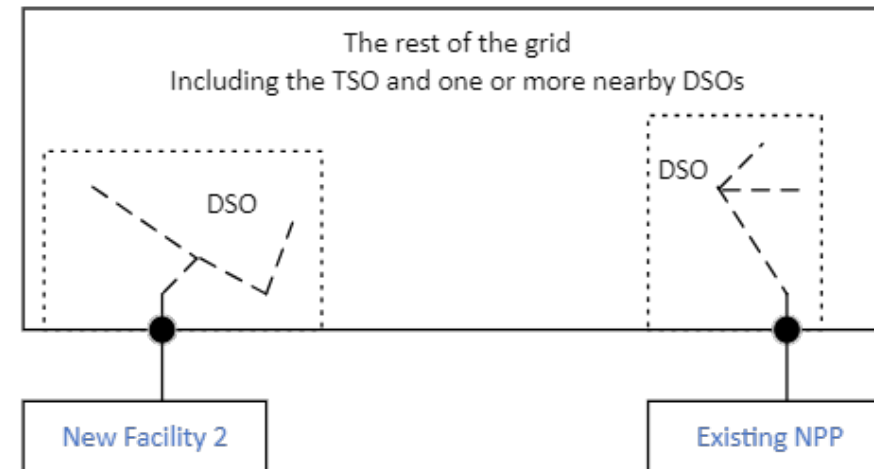 The rest of the grid
Including the TSO and one or more nearby DSOs
DSO
DSO
New Facility 2
Existing NPP